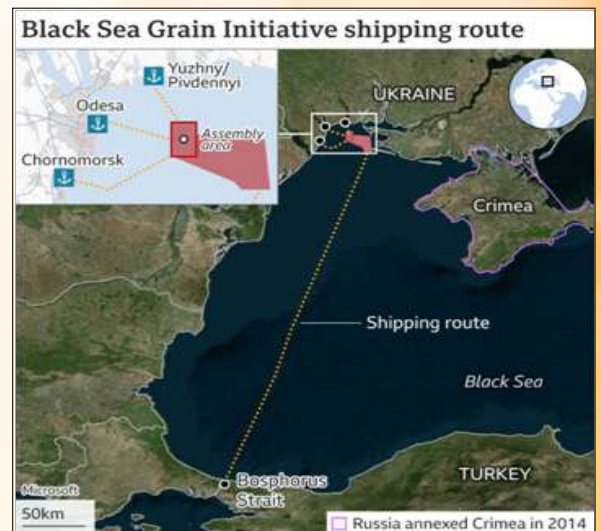 Black Sea Grain Initiative shipping route
Yuzhny/
Pivdennyi
Odesa
Assembly
area
Chornomorsk
UKRAINE
Crimea
Shipping route
Black Sea
Bosphorus
Strait
TURKEY
Microsoft
50km
Russia annexed Crimea in 2014